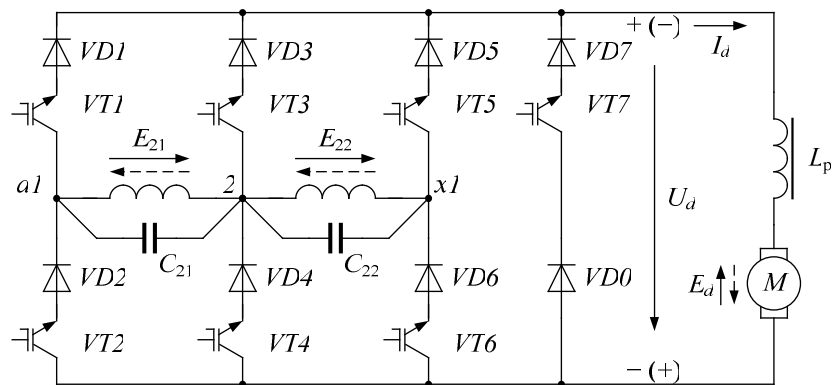 + (−)
I_d
VD1 VD3 VD5 VD7
VT1 VT3 VT5 VT7
E_21 E_22
L_p
a1 2 x1
U_d
C_21 C_22
VD2 VD4 VD6 VD0
E_d M
VT2 VT4 VT6
− (+)